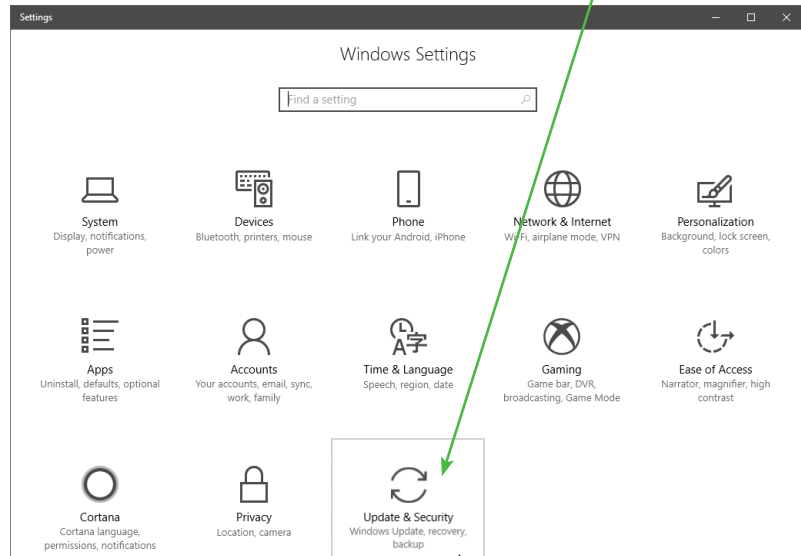 Settings
Windows Settings
Find a setting
System
Display, notifications,
power
Devices
Bluetooth, printers, mouse
Phone
Link your Android, iPhone
Network & Internet
Wi-Fi, airplane mode, VPN
Personalization
Background, lock screen,
colors
Apps
Uninstall, defaults, optional
features
Accounts
Your accounts, email, sync,
work, family
A字
Time & Language
Speech, region, date
Gaming
Game bar, DVR,
broadcasting, Game Mode
Ease of Access
Narrator, magnifier, high
contrast
Cortana
Cortana language,
permissions, notifications
Privacy
Location, camera
Update & Security
Windows Update, recovery,
backup